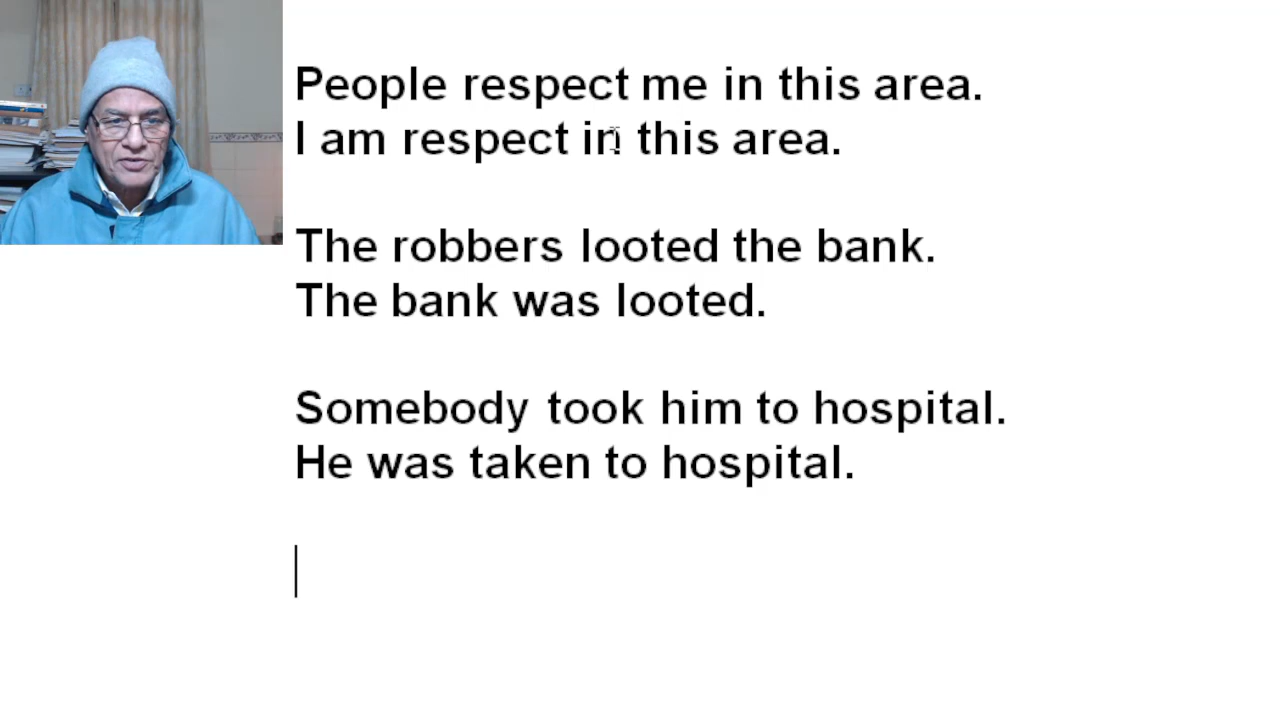 People respect me in this area.
I am respect in this area.
The robbers looted the bank.
The bank was looted.
Somebody took him to hospital.
He was taken to hospital.